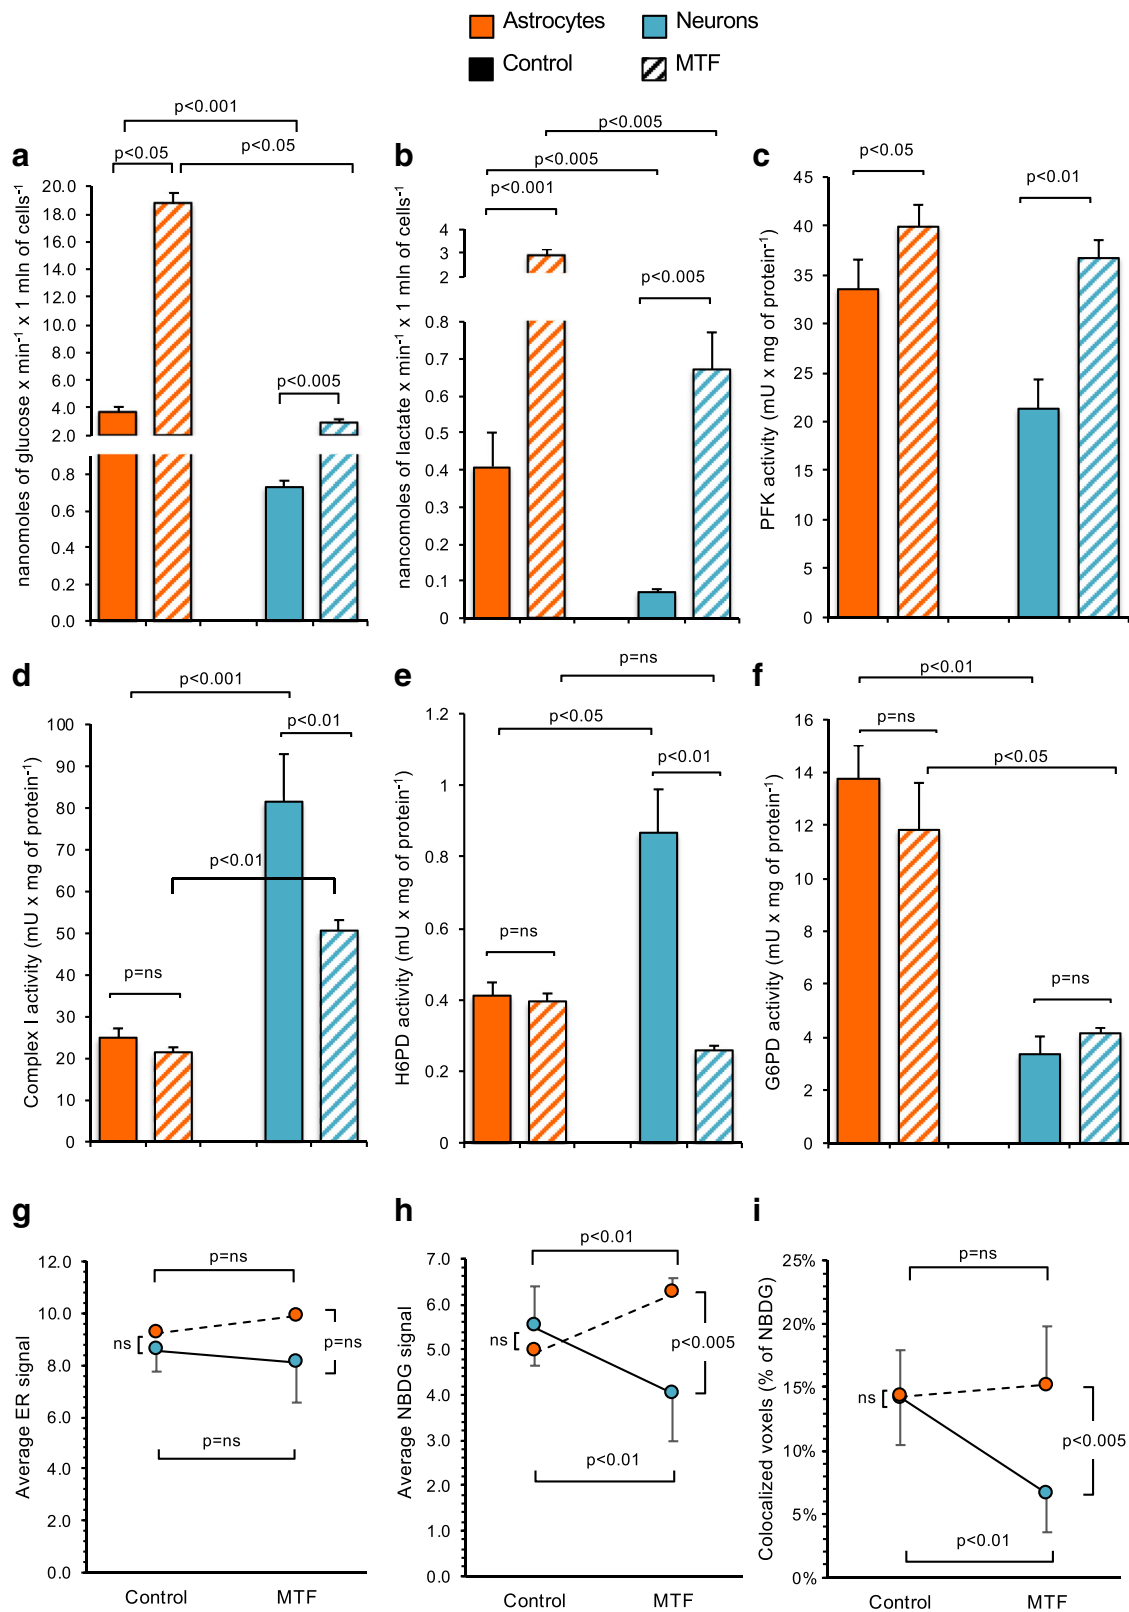 Astrocytes Neurons
Control MTF
a
p<0.001
p<0.05 p<0.05
p<0.005
nanomoles of glucose x min-1 x 1 mln of cells-1
20.0
18.0
16.0
14.0
12.0
10.0
8.0
6.0
4.0
2.0
0.8
0.6
0.4
0.2
0.0
b
p<0.005
p<0.005
p<0.001
p<0.005
nancomoles of lactate x min-1 x 1 mln of cells-1
4
3
2
0.8
0.7
0.6
0.5
0.4
0.3
0.2
0.1
0
c
p<0.05
p<0.01
PFK activity (mU x mg of protein-1)
45
40
35
30
25
20
15
10
5
0
d
p<0.001
p<0.01
p<0.01
p=ns
Complex I activity (mU x mg of protein-1)
100
90
80
70
60
50
40
30
20
10
0
e
p=ns
p<0.05
p<0.01
p=ns
H6PD activity (mU x mg of protein-1)
1.2
1
0.8
0.6
0.4
0.2
0
f
p<0.01
p=ns
p<0.05
p=ns
G6PD activity (mU x mg of protein-1)
16
14
12
10
8
6
4
2
0
g
p=ns
ns
p=ns
p=ns
Average ER signal
12.0
10.0
8.0
6.0
4.0
2.0
0.0
Control MTF
h
p<0.01
ns
p<0.005
p<0.01
Average NBDG signal
7.0
6.0
5.0
4.0
3.0
2.0
1.0
0.0
Control MTF
i
p=ns
ns
p<0.005
p<0.01
Colocalized voxels (% of NBDG)
25%
20%
15%
10%
5%
0%
Control MTF